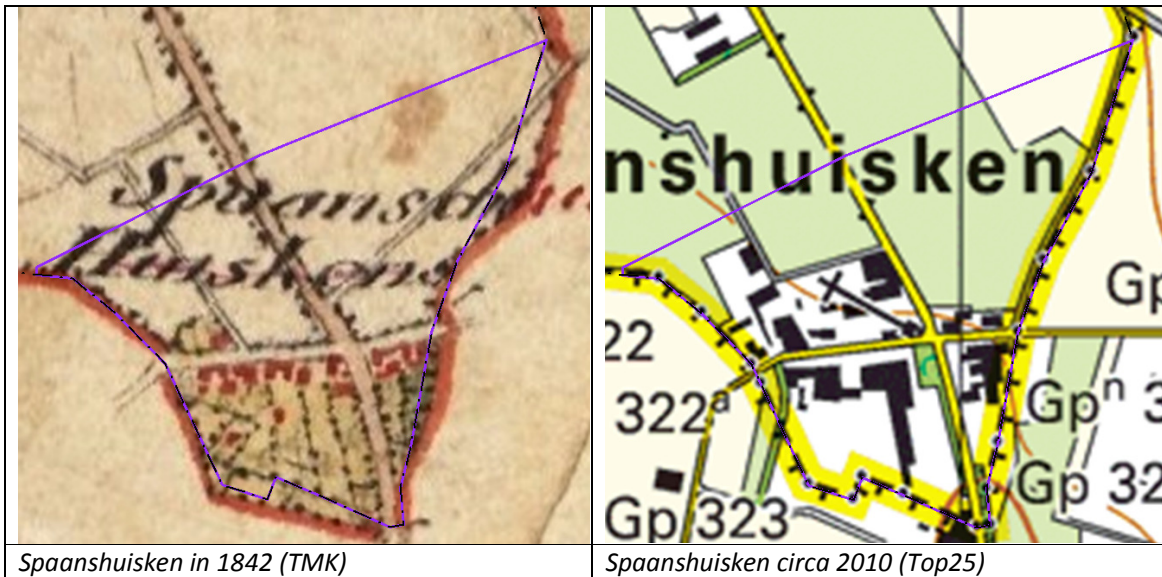 Spaansch
Huiskens
nshuisken
Gp
22
322ᵃ
Gpⁿ 3
Gp 323
Gp 32
Spaanshuisken in 1842 (TMK)
Spaanshuisken circa 2010 (Top25)